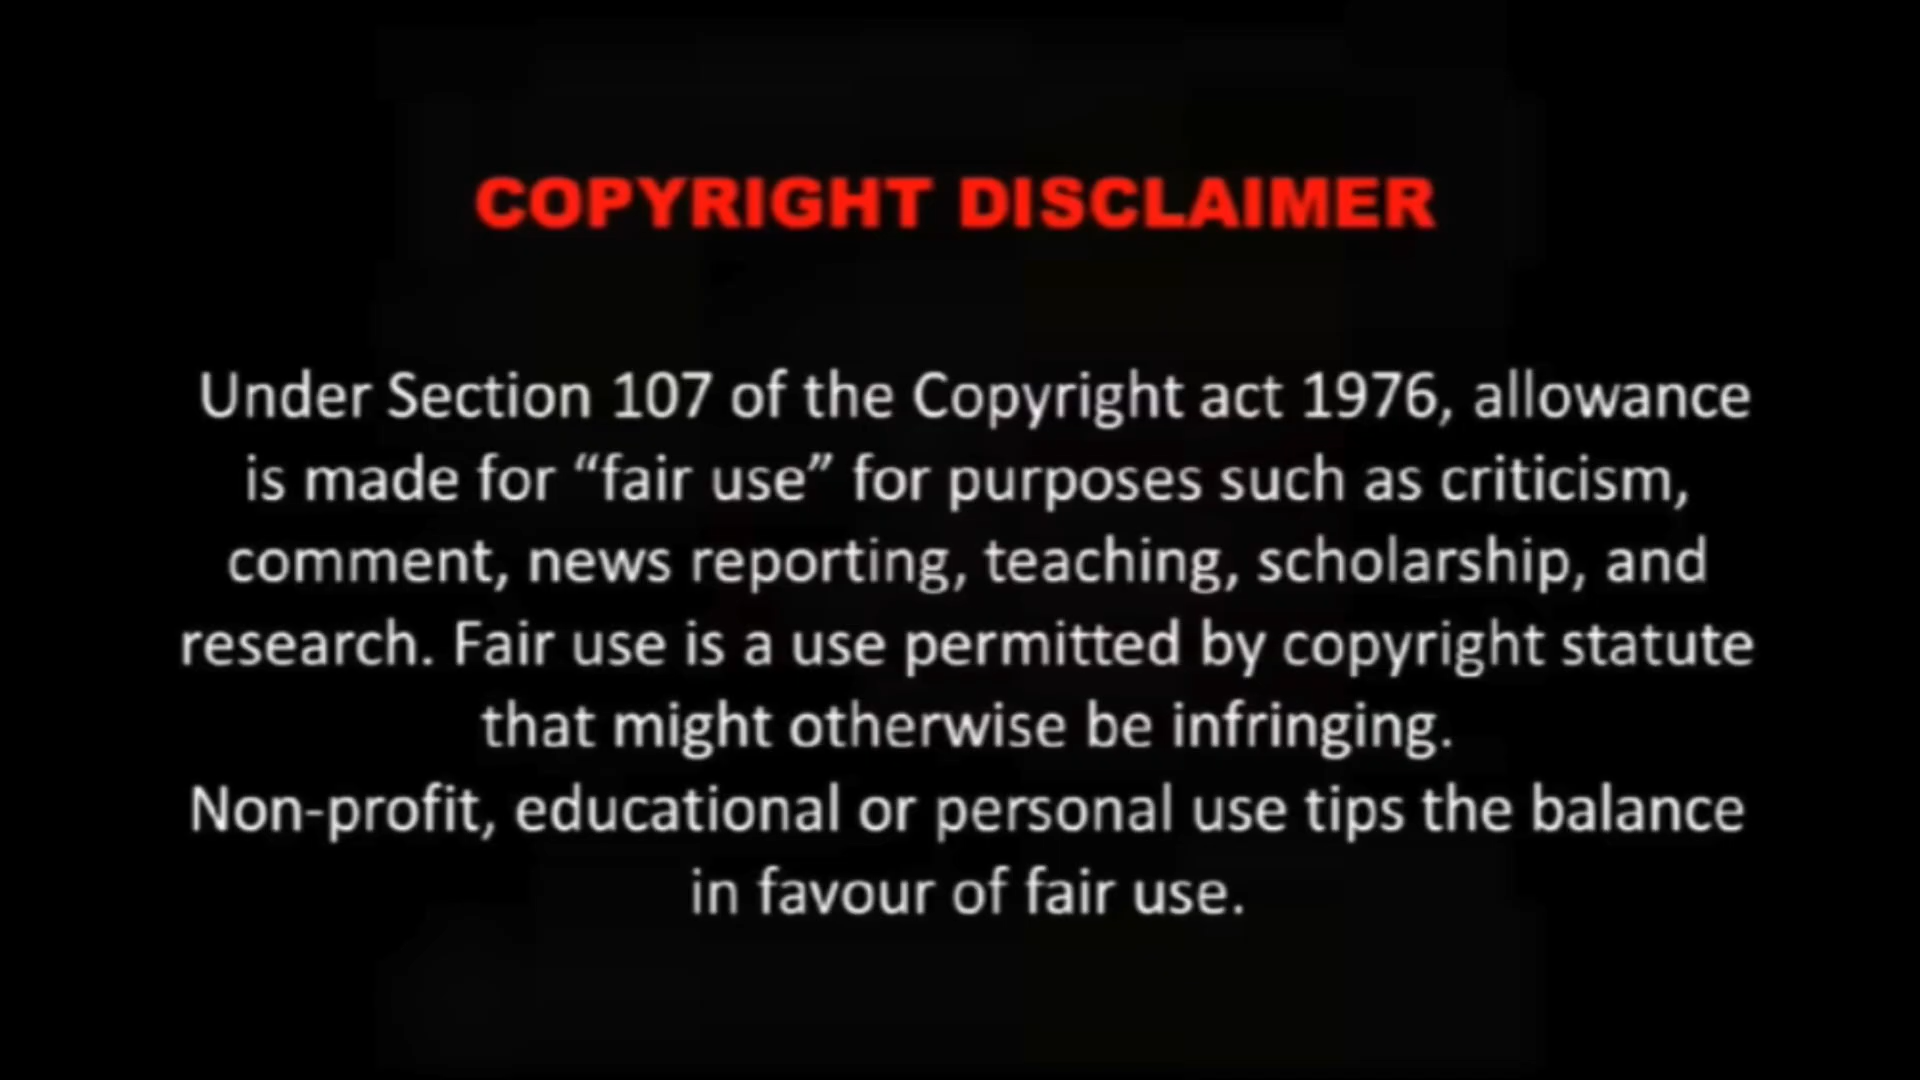 COPYRIGHT DISCLAIMER
Under Section 107 of the Copyright act 1976, allowance
is made for “fair use” for purposes such as criticism,
comment, news reporting, teaching, scholarship, and
research. Fair use is a use permitted by copyright statute
that might otherwise be infringing.
Non-profit, educational or personal use tips the balance
in favour of fair use.